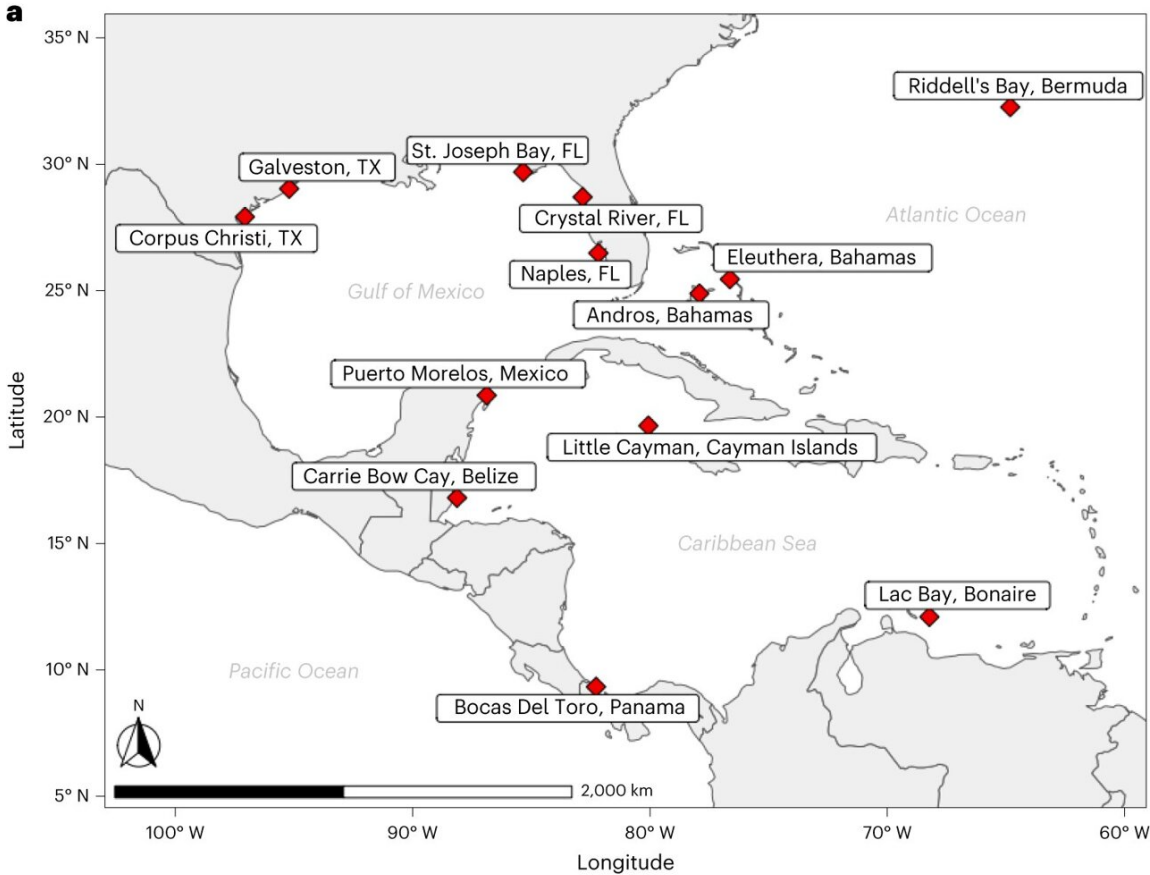 a
35° N
Riddell's Bay, Bermuda
30° N
St. Joseph Bay, FL
Galveston, TX
Crystal River, FL
Atlantic Ocean
Corpus Christi, TX
Eleuthera, Bahamas
Naples, FL
25° N
Gulf of Mexico
Andros, Bahamas
Puerto Morelos, Mexico
Latitude
20° N
Little Cayman, Cayman Islands
Carrie Bow Cay, Belize
15° N
Caribbean Sea
Lac Bay, Bonaire
10° N
Pacific Ocean
Bocas Del Toro, Panama
N
2,000 km
5° N
100° W
90° W
80° W
70° W
60° W
Longitude